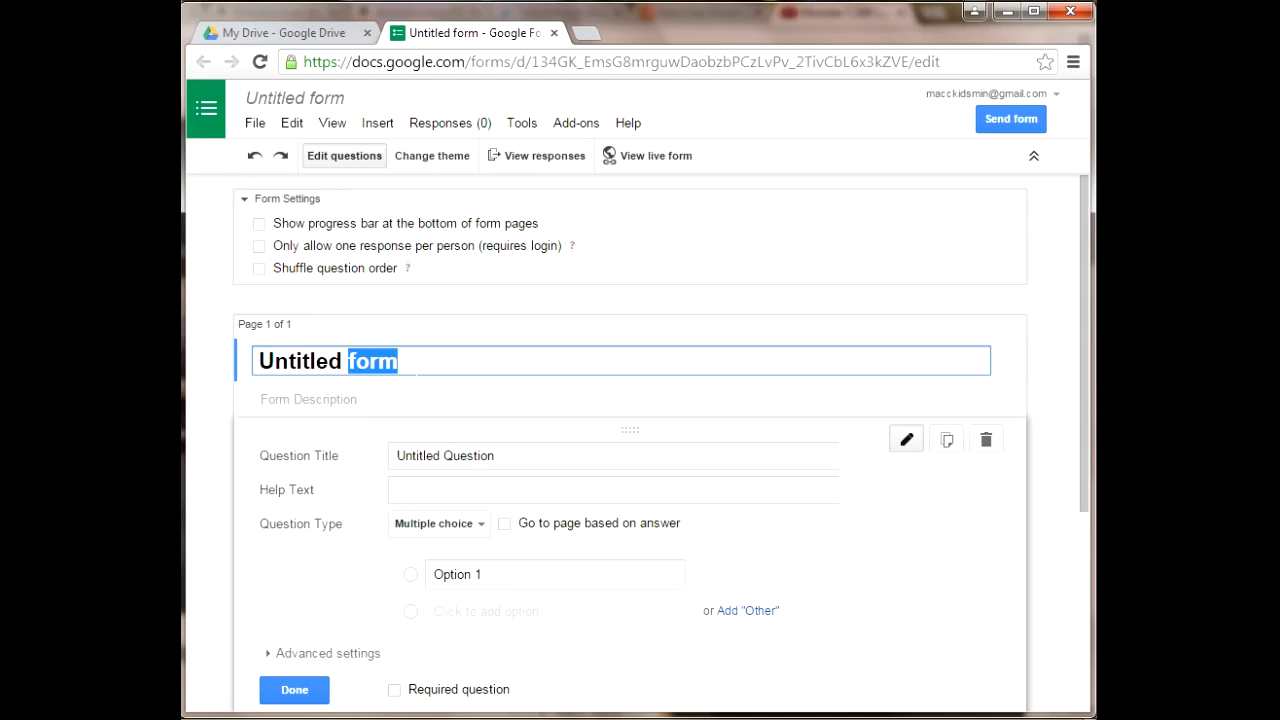 My Drive - Google Drive
Untitled form - Google Fo
https://docs.google.com/forms/d/134GK_EmsG8mrguwDaobzbPCzLvPv_2TivCbL6x3kZVE/edit
Untitled form
macckidsmin@gmail.com
File Edit View Insert Responses (0) Tools Add-ons Help
Send form
Edit questions Change theme View responses View live form
Form Settings
Show progress bar at the bottom of form pages
Only allow one response per person (requires login) ?
Shuffle question order ?
Page 1 of 1
Untitled form
Form Description
Question Title Untitled Question
Help Text
Question Type Multiple choice Go to page based on answer
Option 1
Click to add option or Add "Other"
Advanced settings
Done Required question